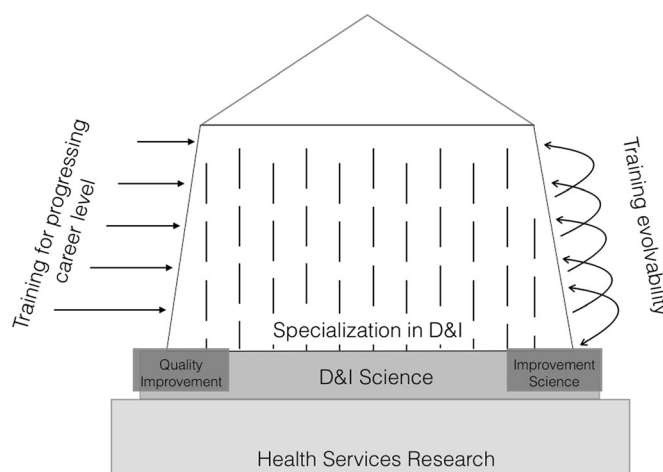 Training for progressing
career level
Training evolvability
Specialization in D&I
Quality
Improvement
D&I Science
Improvement
Science
Health Services Research